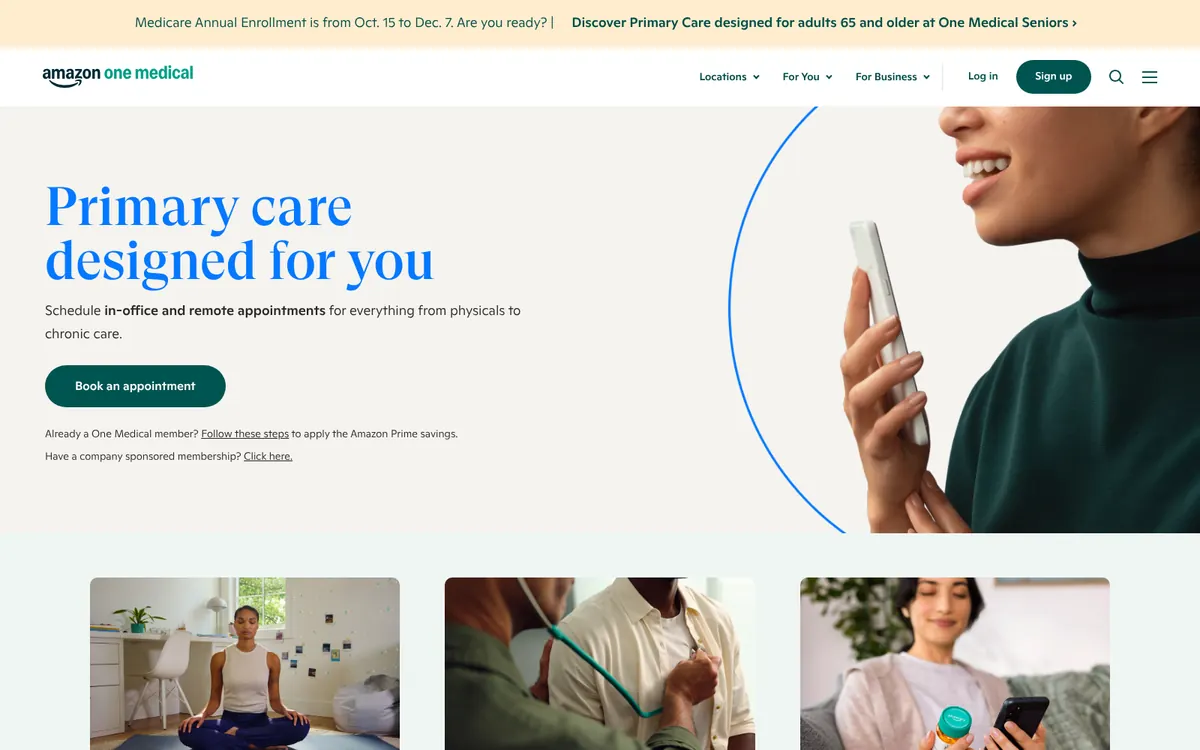 Medicare Annual Enrollment is from Oct. 15 to Dec. 7. Are you ready? | Discover Primary Care designed for adults 65 and older at One Medical Seniors ›
amazon one medical
Locations For You For Business Log in Sign up
Primary care
designed for you
Schedule in-office and remote appointments for everything from physicals to
chronic care.
Book an appointment
Already a One Medical member? Follow these steps to apply the Amazon Prime savings.
Have a company sponsored membership? Click here.